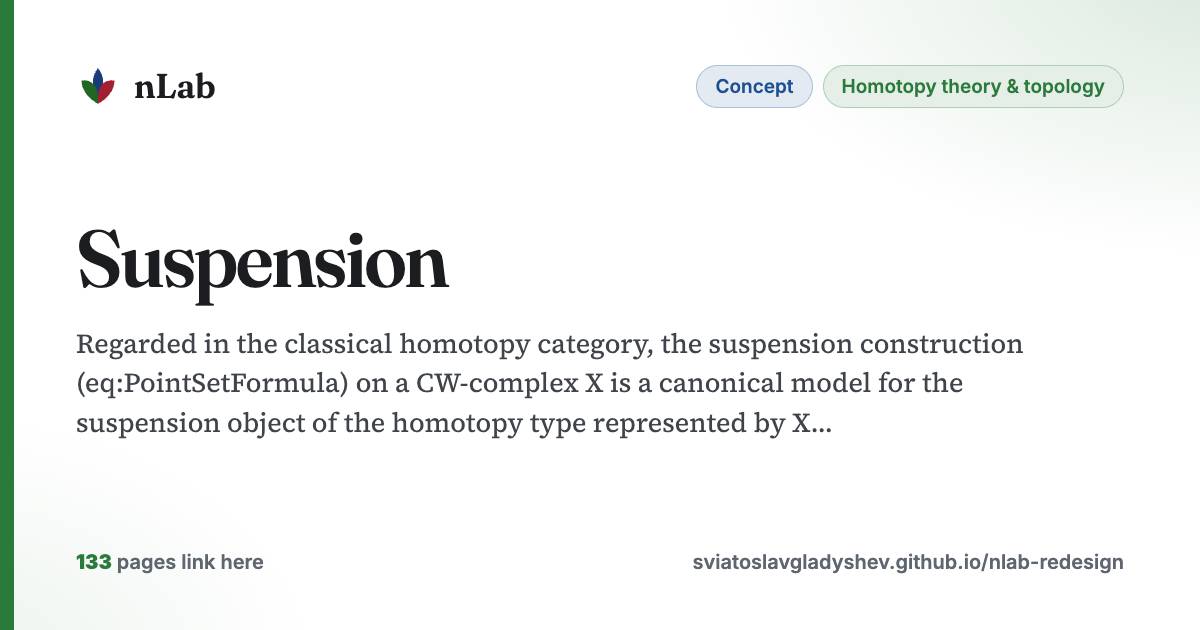 nLab
Concept
Homotopy theory & topology
Suspension
Regarded in the classical homotopy category, the suspension construction
(eq:PointSetFormula) on a CW-complex X is a canonical model for the
suspension object of the homotopy type represented by X...
133 pages link here
sviatoslavgladyshev.github.io/nlab-redesign